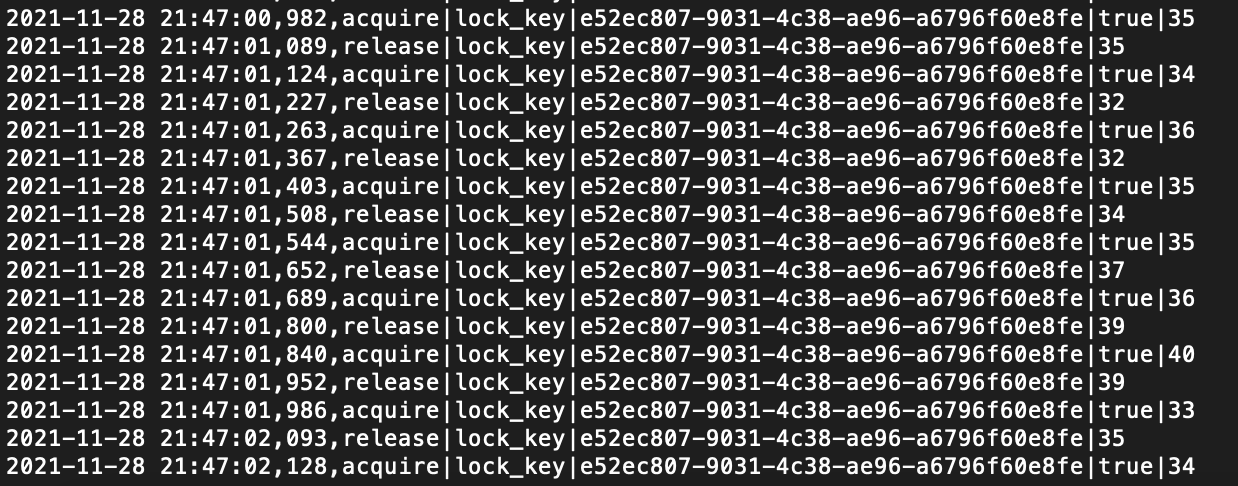 2021-11-28 21:47:00,982,acquire|lock_key|e52ec807-9031-4c38-ae96-a6796f60e8fe|true|35
2021-11-28 21:47:01,089,release|lock_key|e52ec807-9031-4c38-ae96-a6796f60e8fe|35
2021-11-28 21:47:01,124,acquire|lock_key|e52ec807-9031-4c38-ae96-a6796f60e8fe|true|34
2021-11-28 21:47:01,227,release|lock_key|e52ec807-9031-4c38-ae96-a6796f60e8fe|32
2021-11-28 21:47:01,263,acquire|lock_key|e52ec807-9031-4c38-ae96-a6796f60e8fe|true|36
2021-11-28 21:47:01,367,release|lock_key|e52ec807-9031-4c38-ae96-a6796f60e8fe|32
2021-11-28 21:47:01,403,acquire|lock_key|e52ec807-9031-4c38-ae96-a6796f60e8fe|true|35
2021-11-28 21:47:01,508,release|lock_key|e52ec807-9031-4c38-ae96-a6796f60e8fe|34
2021-11-28 21:47:01,544,acquire|lock_key|e52ec807-9031-4c38-ae96-a6796f60e8fe|true|35
2021-11-28 21:47:01,652,release|lock_key|e52ec807-9031-4c38-ae96-a6796f60e8fe|37
2021-11-28 21:47:01,689,acquire|lock_key|e52ec807-9031-4c38-ae96-a6796f60e8fe|true|36
2021-11-28 21:47:01,800,release|lock_key|e52ec807-9031-4c38-ae96-a6796f60e8fe|39
2021-11-28 21:47:01,840,acquire|lock_key|e52ec807-9031-4c38-ae96-a6796f60e8fe|true|40
2021-11-28 21:47:01,952,release|lock_key|e52ec807-9031-4c38-ae96-a6796f60e8fe|39
2021-11-28 21:47:01,986,acquire|lock_key|e52ec807-9031-4c38-ae96-a6796f60e8fe|true|33
2021-11-28 21:47:02,093,release|lock_key|e52ec807-9031-4c38-ae96-a6796f60e8fe|35
2021-11-28 21:47:02,128,acquire|lock_key|e52ec807-9031-4c38-ae96-a6796f60e8fe|true|34